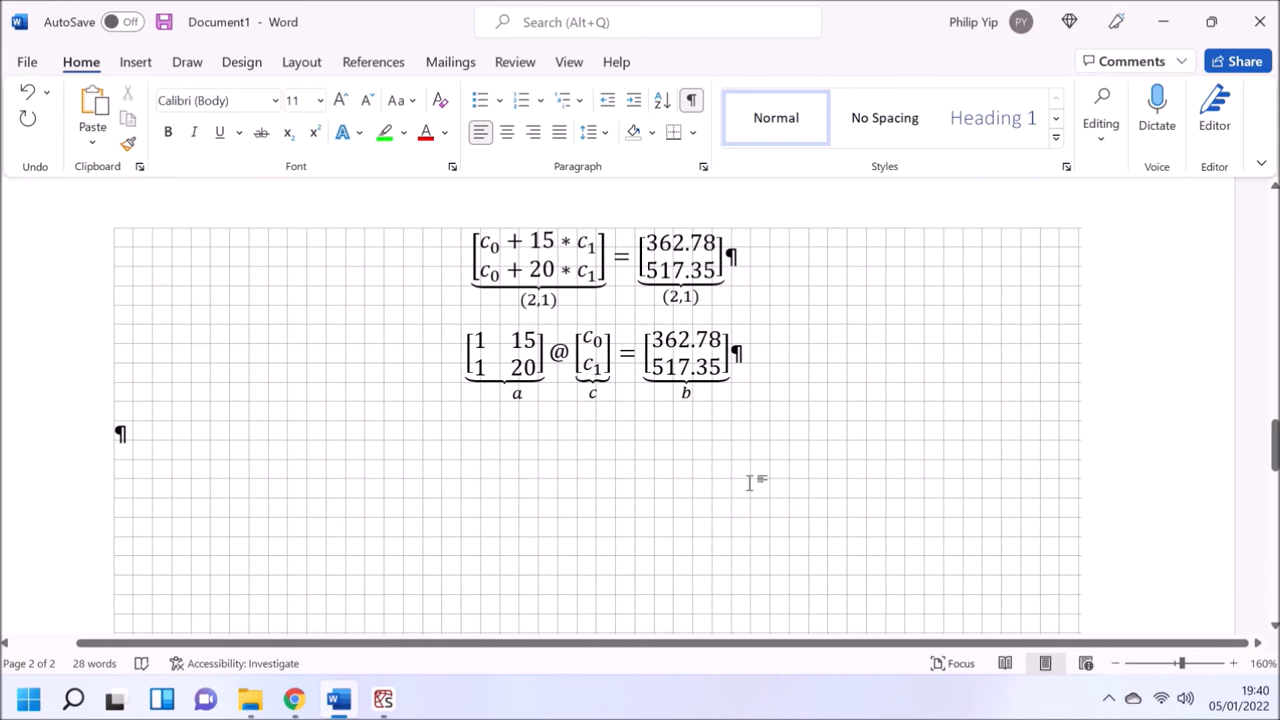 AutoSave Off Document1 - Word Search (Alt+Q) Philip Yip PY
File Home Insert Draw Design Layout References Mailings Review View Help Comments Share
Calibri (Body) 11 A A Aa A
Paste B I U ab x₂ x² A A
Normal No Spacing Heading 1
Editing Dictate Editor
Undo Clipboard Font Paragraph Styles Voice Editor
[c₀ + 15 ∗ c₁] = [362.78] ¶
[c₀ + 20 ∗ c₁] [517.35]
(2,1) (2,1)
[1 15] @ [c₀] = [362.78] ¶
[1 20] [c₁] [517.35]
a c b
¶
Page 2 of 2 28 words Accessibility: Investigate Focus 160%
19:40
05/01/2022